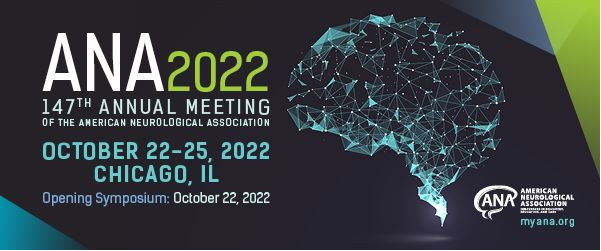 ANA2022
147TH ANNUAL MEETING
OF THE AMERICAN NEUROLOGICAL ASSOCIATION
OCTOBER 22-25, 2022
CHICAGO, IL
Opening Symposium: October 22, 2022
ANA
AMERICAN
NEUROLOGICAL
ASSOCIATION
myana.org